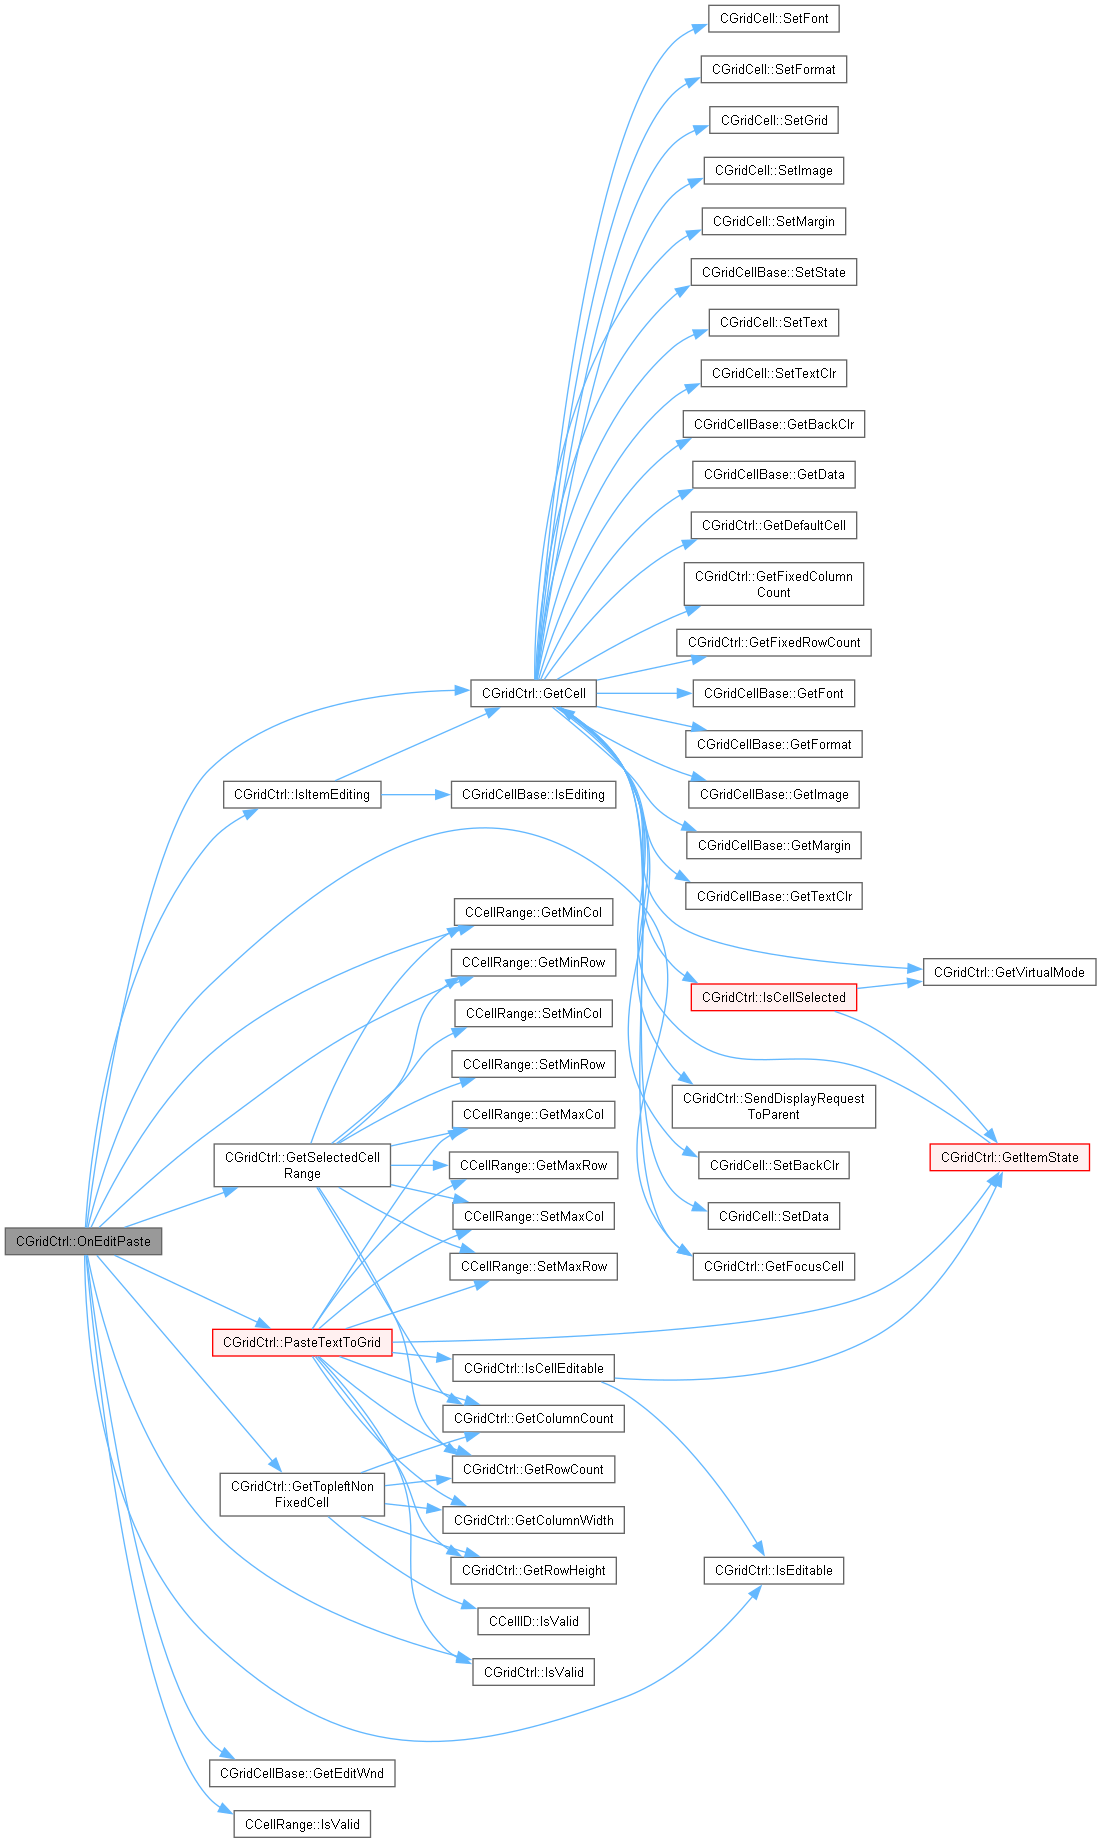 CGridCell::SetFont
CGridCell::SetFormat
CGridCell::SetGrid
CGridCell::SetImage
CGridCell::SetMargin
CGridCellBase::SetState
CGridCell::SetText
CGridCell::SetTextClr
CGridCellBase::GetBackClr
CGridCellBase::GetData
CGridCtrl::GetDefaultCell
CGridCtrl::GetFixedColumn
Count
CGridCtrl::GetFixedRowCount
CGridCtrl::GetCell
CGridCellBase::GetFont
CGridCellBase::GetFormat
CGridCtrl::IsItemEditing
CGridCellBase::IsEditing
CGridCellBase::GetImage
CGridCellBase::GetMargin
CGridCellBase::GetTextClr
CCellRange::GetMinCol
CCellRange::GetMinRow
CGridCtrl::GetVirtualMode
CGridCtrl::IsCellSelected
CCellRange::SetMinCol
CCellRange::SetMinRow
CGridCtrl::SendDisplayRequest
ToParent
CCellRange::GetMaxCol
CGridCtrl::GetSelectedCell
Range
CCellRange::GetMaxRow
CGridCell::SetBackClr
CGridCtrl::GetItemState
CCellRange::SetMaxCol
CGridCell::SetData
CGridCtrl::OnEditPaste
CCellRange::SetMaxRow
CGridCtrl::GetFocusCell
CGridCtrl::PasteTextToGrid
CGridCtrl::IsCellEditable
CGridCtrl::GetColumnCount
CGridCtrl::GetRowCount
CGridCtrl::GetTopleftNon
FixedCell
CGridCtrl::GetColumnWidth
CGridCtrl::GetRowHeight
CGridCtrl::IsEditable
CCellID::IsValid
CGridCtrl::IsValid
CGridCellBase::GetEditWnd
CCellRange::IsValid